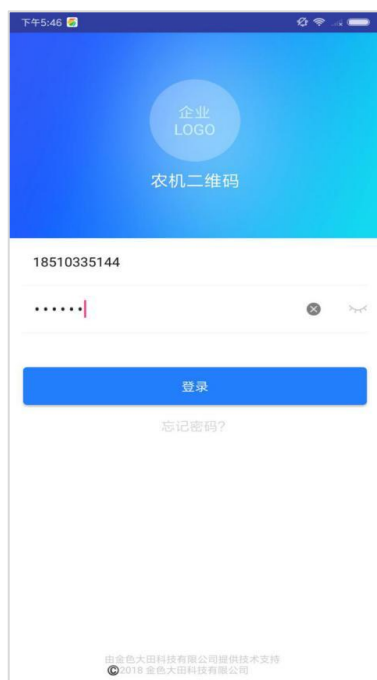 下午5:46
企业
LOGO
农机二维码
18510335144
••••••
登录
忘记密码?
由金色大田科技有限公司提供技术支持
©2018 金色大田科技有限公司